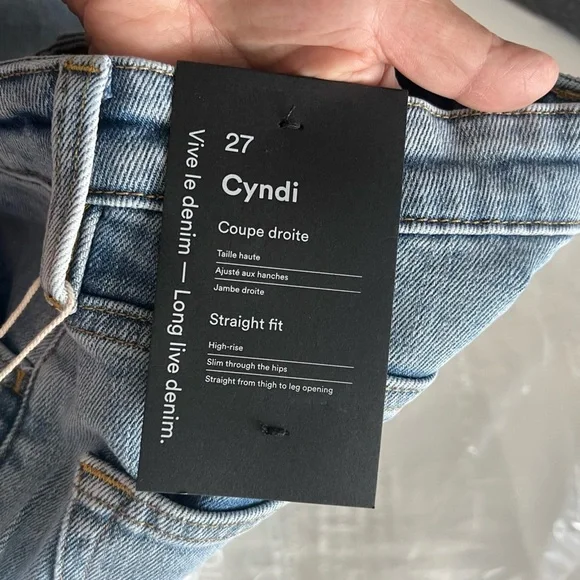 27
Cyndi
Coupe droite
Taille haute
Ajusté aux hanches
Jambe droite
Straight fit
High-rise
Slim through the hips
Straight from thigh to leg opening
Vive le denim — Long live denim.